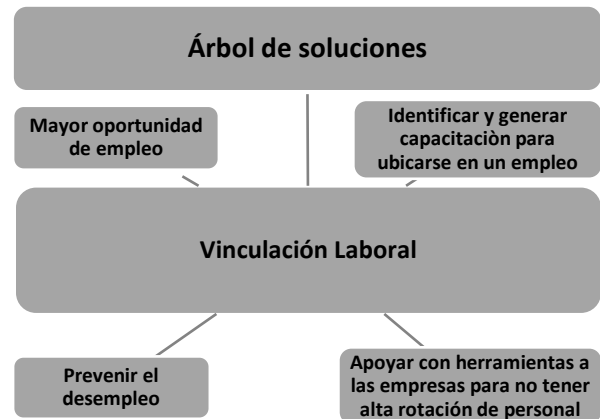 Árbol de soluciones
Mayor oportunidad
de empleo
Identificar y generar
capacitaciòn para
ubicarse en un empleo
Vinculación Laboral
Prevenir el
desempleo
Apoyar con herramientas a
las empresas para no tener
alta rotación de personal